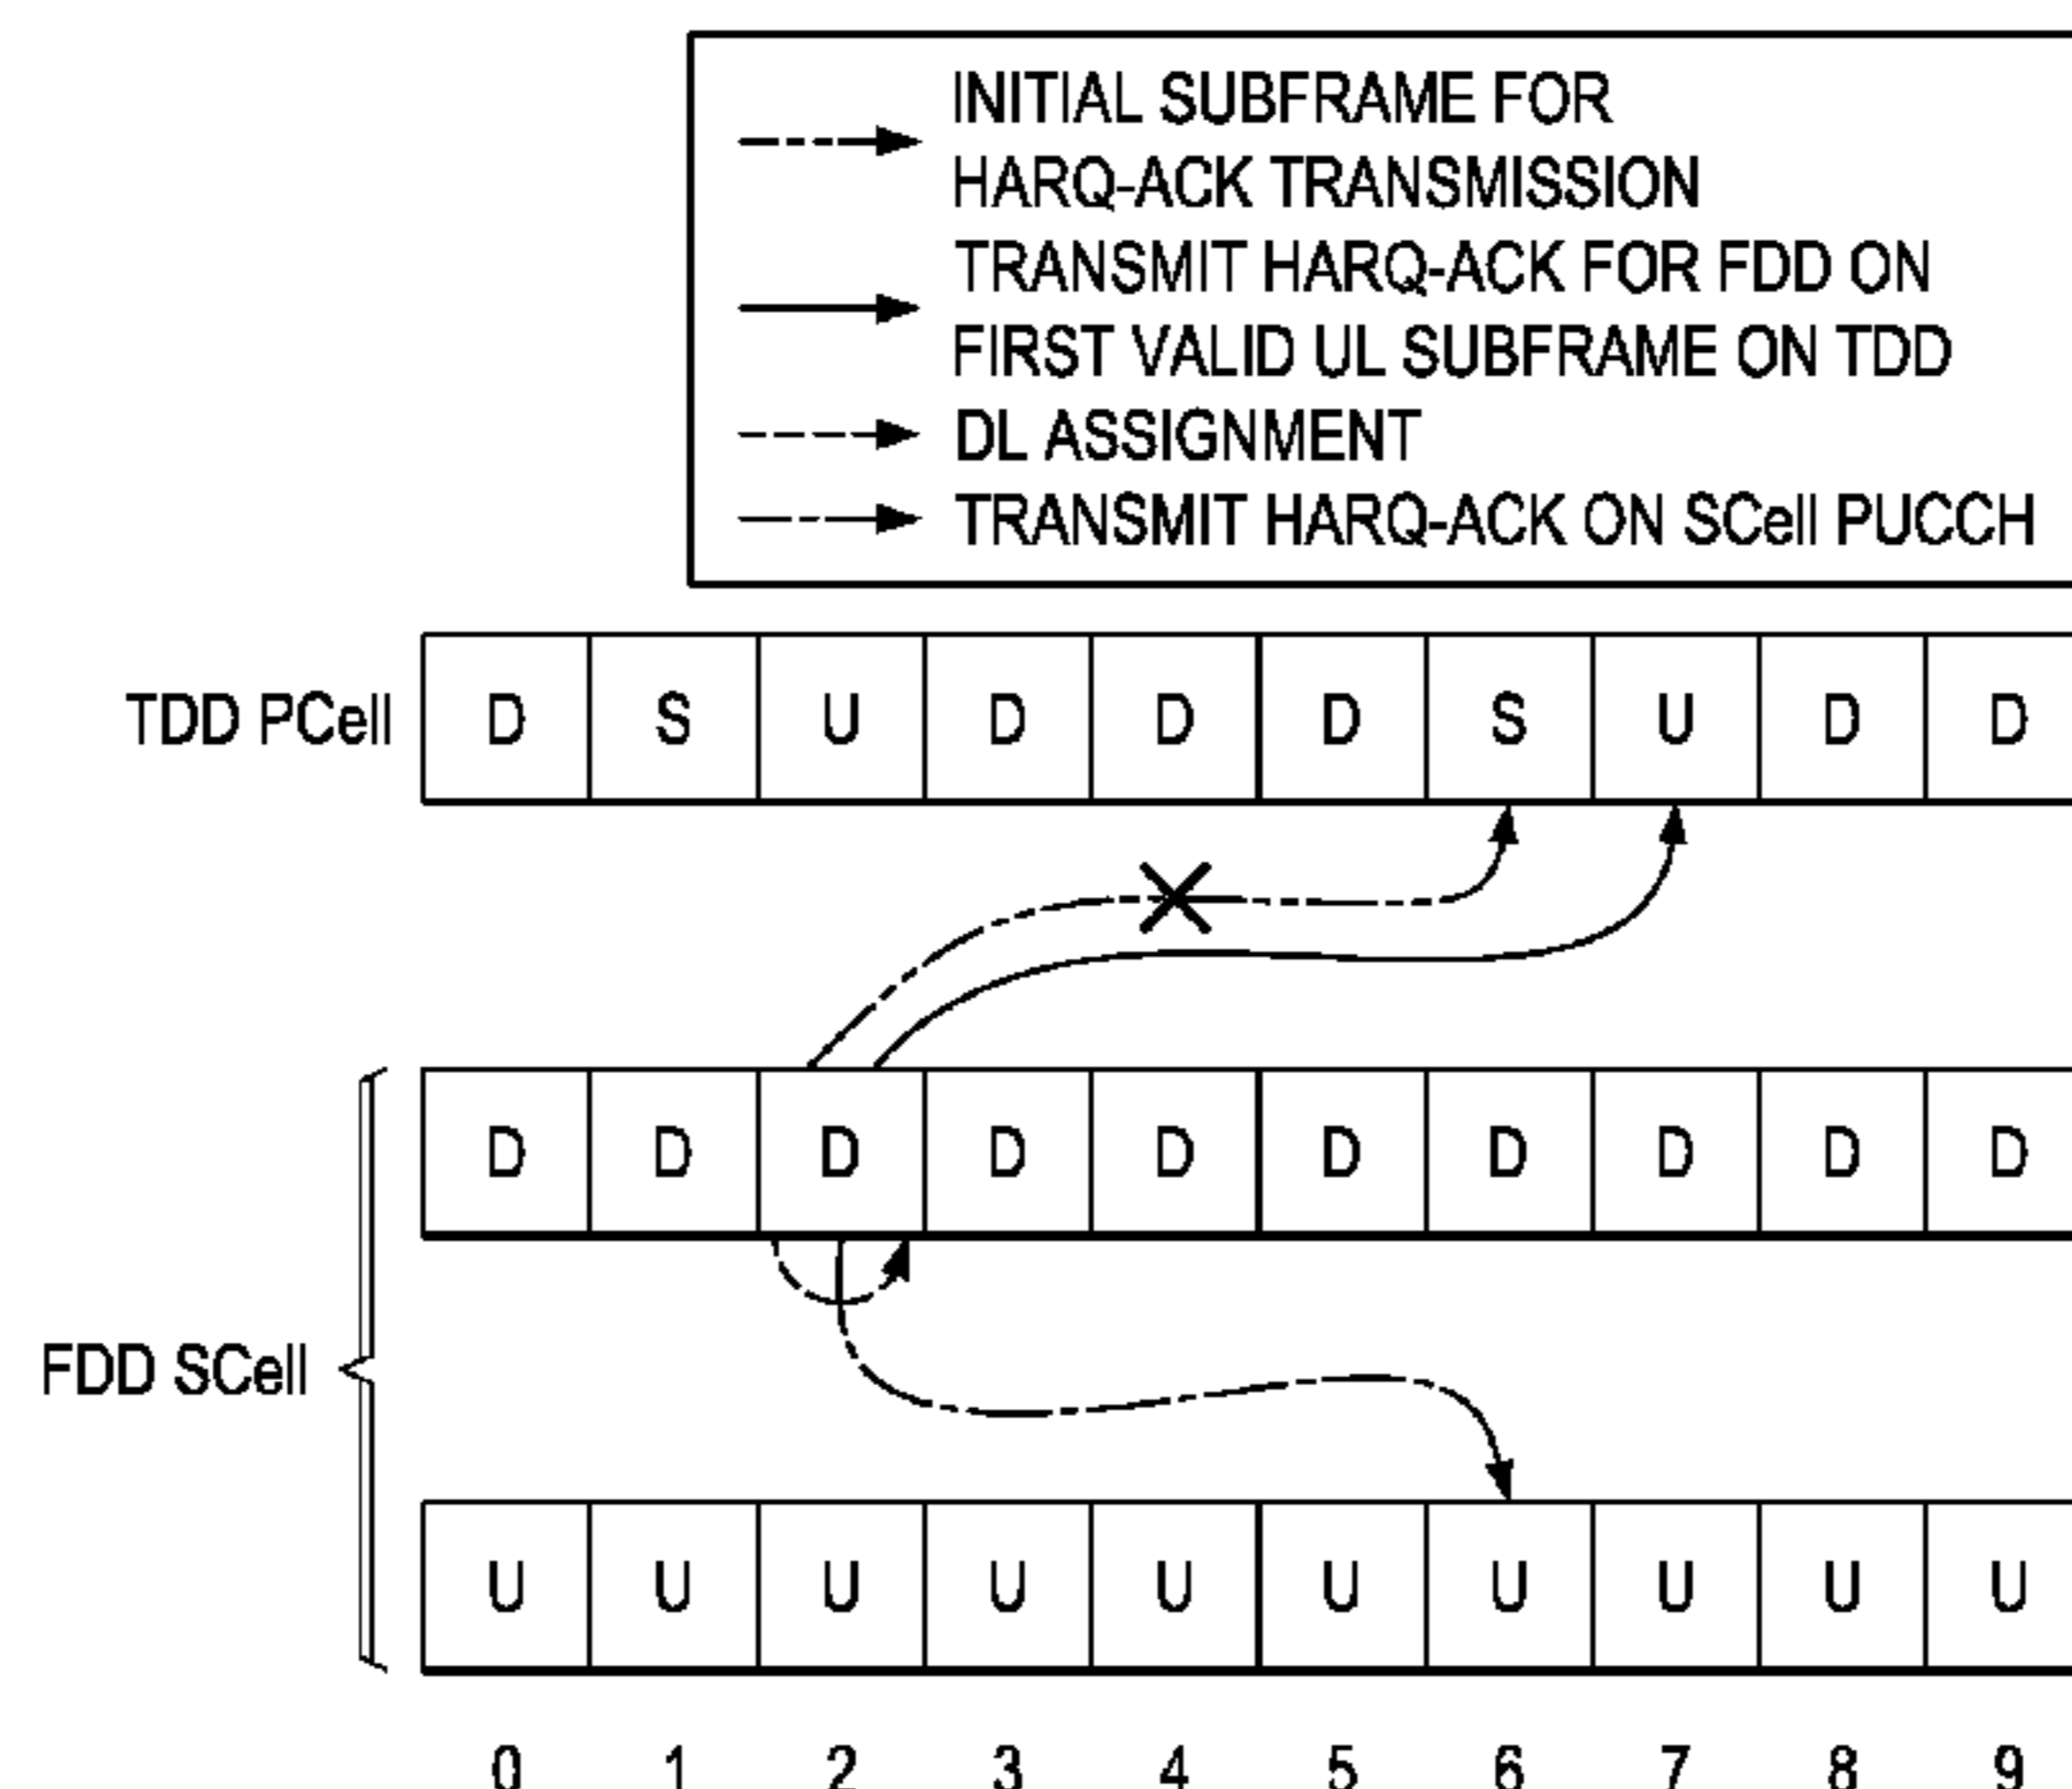 INITIAL SUBFRAME FOR
HARQ-ACK TRANSMISSION
TRANSMIT HARQ-ACK FOR FDD ON
FIRST VALID UL SUBFRAME ON TDD
DL ASSIGNMENT
TRANSMIT HARQ-ACK ON SCell PUCCH
TDD PCell D S U D D D S U D D
D D D D D D D D D D
FDD SCell
U U U U U U U U U U
0 1 2 3 4 5 6 7 8 9